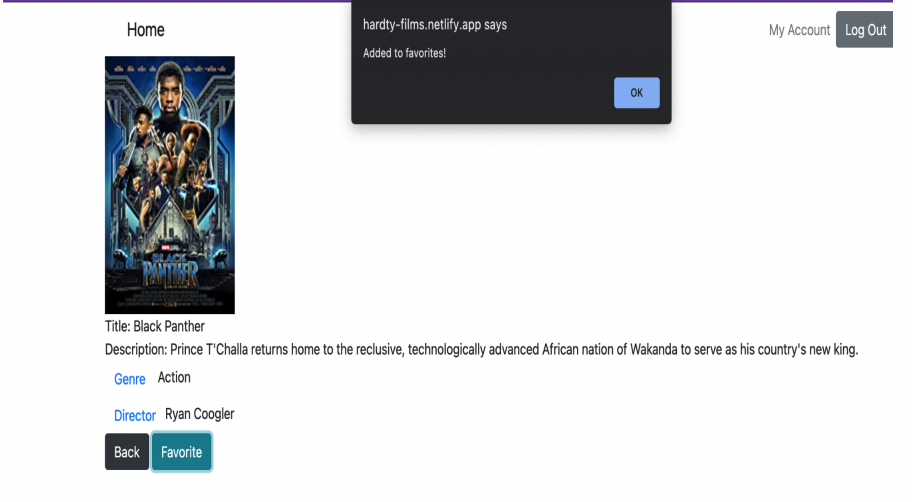 Home
hardty-films.netlify.app says
Added to favorites!
OK
My Account
Log Out
MARVEL
BLACK
PANTHER
Title: Black Panther
Description: Prince T'Challa returns home to the reclusive, technologically advanced African nation of Wakanda to serve as his country's new king.
Genre Action
Director Ryan Coogler
Back Favorite